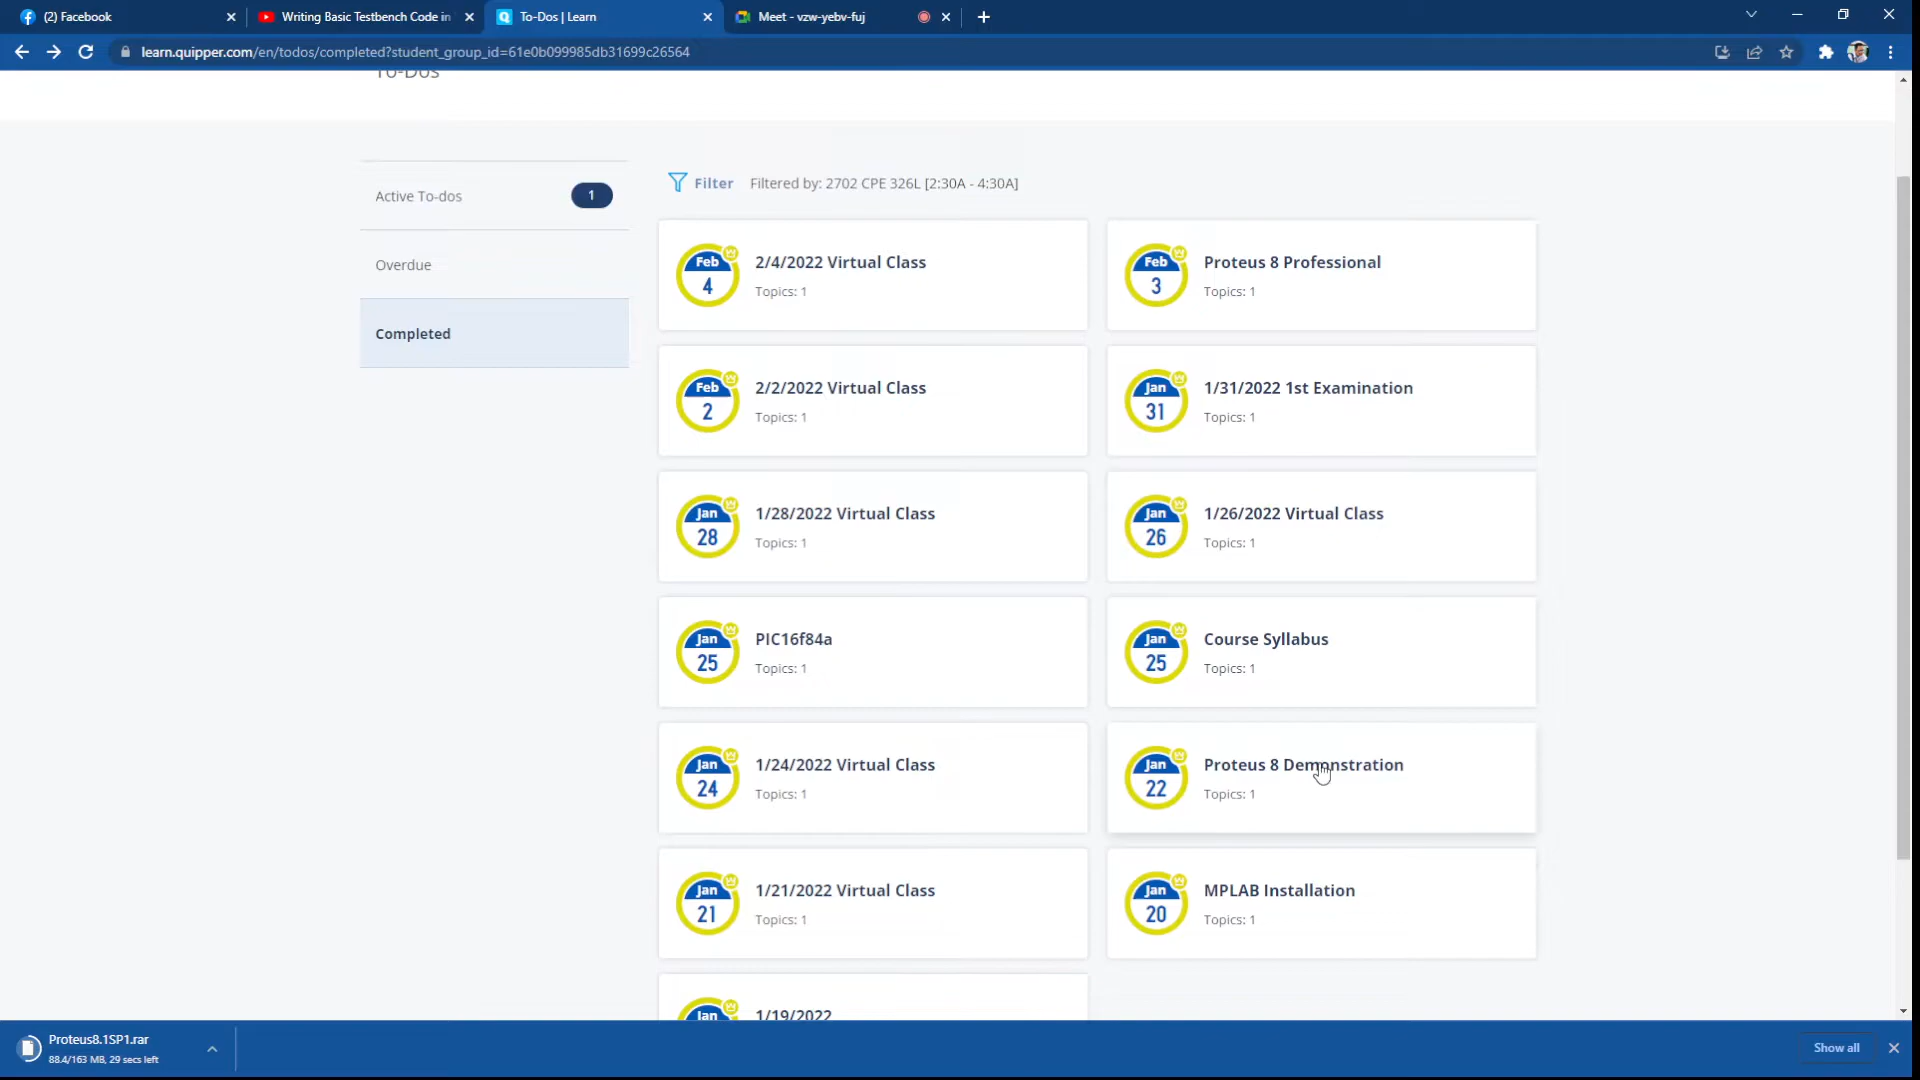 (2) Facebook
Writing Basic Testbench Code in
To-Dos | Learn
Meet - vzw-yebv-fuj
learn.quipper.com/en/todos/completed?student_group_id=61e0b099985db31699c26564
To-Dos
Active To-dos
1
Overdue
Completed
Filter
Filtered by: 2702 CPE 326L [2:30A - 4:30A]
Feb
4
2/4/2022 Virtual Class
Topics: 1
Feb
3
Proteus 8 Professional
Topics: 1
Feb
2
2/2/2022 Virtual Class
Topics: 1
Jan
31
1/31/2022 1st Examination
Topics: 1
Jan
28
1/28/2022 Virtual Class
Topics: 1
Jan
26
1/26/2022 Virtual Class
Topics: 1
Jan
25
PIC16f84a
Topics: 1
Jan
25
Course Syllabus
Topics: 1
Jan
24
1/24/2022 Virtual Class
Topics: 1
Jan
22
Proteus 8 Demonstration
Topics: 1
Jan
21
1/21/2022 Virtual Class
Topics: 1
Jan
20
MPLAB Installation
Topics: 1
Jan
1/19/2022
Proteus8.1SP1.rar
88.4/163 MB, 29 secs left
Show all